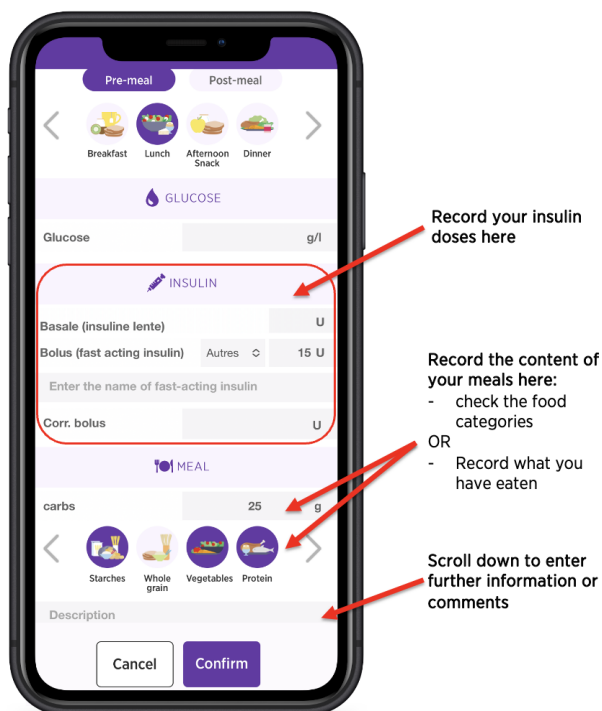 Pre-meal Post-meal
Breakfast Lunch Afternoon Snack Dinner
GLUCOSE
Glucose g/l
INSULIN
Basale (insuline lente) U
Bolus (fast acting insulin) Autres 15 U
Enter the name of fast-acting insulin
Corr. bolus U
MEAL
carbs 25 g
Starches Whole grain Vegetables Protein
Description
Cancel Confirm
Record your insulin
doses here
Record the content of
your meals here:
- check the food
categories
OR
- Record what you
have eaten
Scroll down to enter
further information or
comments